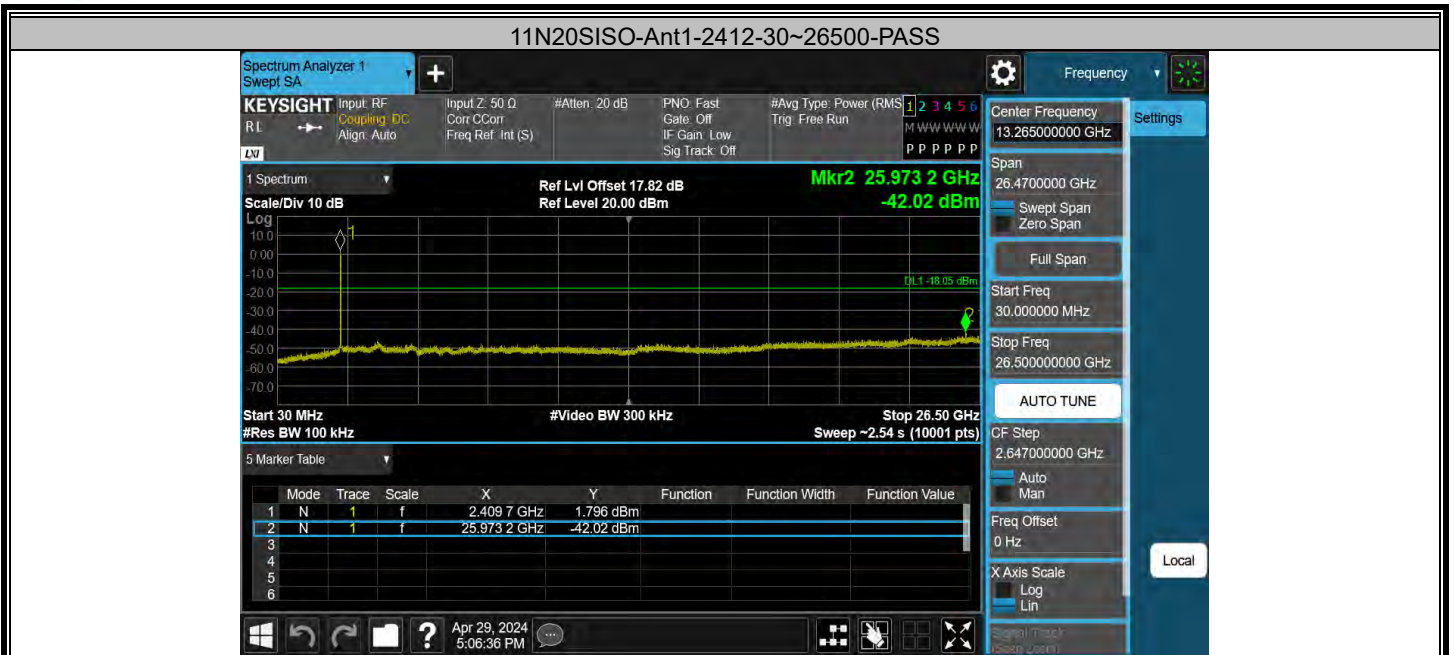 11N20SISO-Ant1-2412-30~26500-PASS
Spectrum Analyzer 1
Swept SA
+
Frequency
KEYSIGHT
RL
LXI
Input: RF
Coupling: DC
Align: Auto
Input Z: 50 Ω
Corr CCorr
Freq Ref: Int (S)
#Atten: 20 dB
PNO: Fast
Gate: Off
IF Gain: Low
Sig Track: Off
#Avg Type: Power (RMS
Trig: Free Run
1 2 3 4 5 6
M W W W W W
P P P P P P
1 Spectrum
Scale/Div 10 dB
Ref Lvl Offset 17.82 dB
Ref Level 20.00 dBm
Mkr2 25.973 2 GHz
-42.02 dBm
Log
10.0
0.00
-10.0
-20.0
-30.0
-40.0
-50.0
-60.0
-70.0
1
DL1 -18.05 dBm
2
Start 30 MHz
#Video BW 300 kHz
Stop 26.50 GHz
#Res BW 100 kHz
Sweep ~2.54 s (10001 pts)
5 Marker Table
Mode Trace Scale X Y Function Function Width Function Value
1 N 1 f 2.409 7 GHz 1.796 dBm
2 N 1 f 25.973 2 GHz -42.02 dBm
3
4
5
6
Apr 29, 2024
5:06:36 PM
Center Frequency
13.265000000 GHz
Settings
Span
26.4700000 GHz
Swept Span
Zero Span
Full Span
Start Freq
30.000000 MHz
Stop Freq
26.500000000 GHz
AUTO TUNE
CF Step
2.647000000 GHz
Auto
Man
Freq Offset
0 Hz
X Axis Scale
Log
Lin
Signal Track
(Span Zoom)
Local